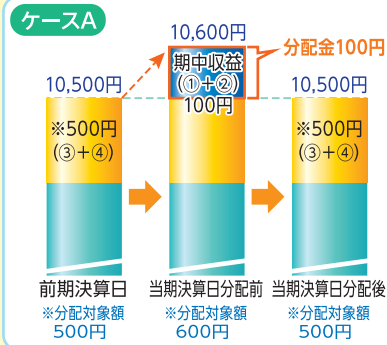 ケースA
10,600円
分配金100円
期中収益
(①+②)
100円
10,500円
※500円
(③+④)
10,500円
※500円
(③+④)
前期決算日
当期決算日分配前
当期決算日分配後
※分配対象額
500円
※分配対象額
600円
※分配対象額
500円